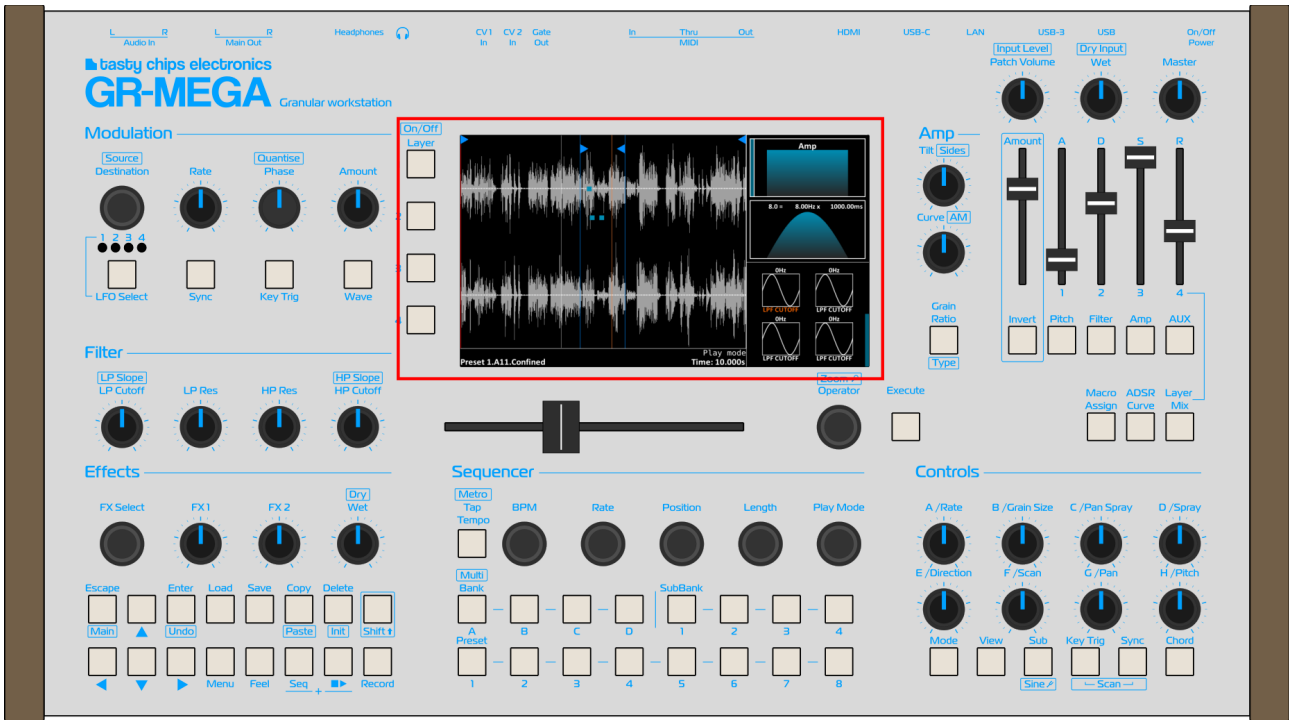 L R L R Headphones CV 1 CV 2 Gate In Thru Out HDMI USB-C LAN USB-3 USB On/Off
Audio In Main Out In In Out MIDI Power
Input Level Dry Input
Patch Volume Wet Master
tasty chips electronics
GR-MEGA Granular workstation
Modulation
Source Quantise
Destination Rate Phase Amount
1 2 3 4
LFO Select Sync Key Trig Wave
On/Off
Layer
2
3
4
Amp
8.0 = 8.00Hz x 1000.00ms
0Hz 0Hz
LPF CUTOFF LPF CUTOFF
0Hz 0Hz
LPF CUTOFF LPF CUTOFF
Play mode
Preset 1.A11.Confined Time: 10.000s
Amp
Tilt Sides
Curve AM
Amount A D S R
1 2 3 4
Grain
Ratio
Type
Invert Pitch Filter Amp AUX
Macro ADSR Layer
Assign Curve Mix
Filter
LP Slope HP Slope
LP Cutoff LP Res HP Res HP Cutoff
Zoom
Operator Execute
Effects
Dry
FX Select FX 1 FX 2 Wet
Escape Enter Load Save Copy Delete
Main ▲ Undo Paste Init Shift
◀ ▼ ▶ Menu Feel Seq + ■▶ Record
Sequencer
Metro
Tap BPM Rate Position Length Play Mode
Tempo
Multi
Bank SubBank
A B C D 1 2 3 4
Preset
1 2 3 4 5 6 7 8
Controls
A /Rate B /Grain Size C /Pan Spray D /Spray
E /Direction F /Scan G /Pan H /Pitch
Mode View Sub Key Trig Sync Chord
Sine Scan